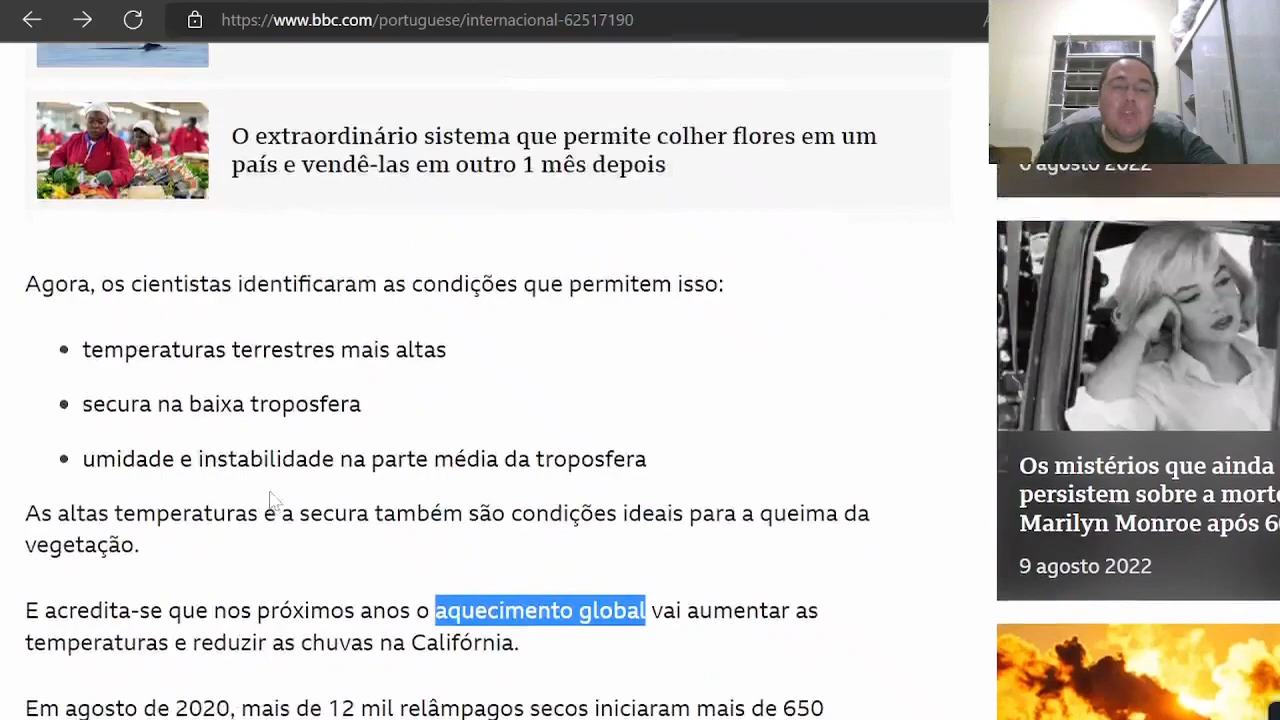 https://www.bbc.com/portuguese/internacional-62517190
O extraordinário sistema que permite colher flores em um
país e vendê-las em outro 1 mês depois
Agora, os cientistas identificaram as condições que permitem isso:
temperaturas terrestres mais altas
secura na baixa troposfera
umidade e instabilidade na parte média da troposfera
As altas temperaturas e a secura também são condições ideais para a queima da
vegetação.
E acredita-se que nos próximos anos o aquecimento global vai aumentar as
temperaturas e reduzir as chuvas na Califórnia.
Em agosto de 2020, mais de 12 mil relâmpagos secos iniciaram mais de 650
agosto 2022
Os mistérios que ainda
persistem sobre a
Marilyn Monroe após
9 agosto 2022